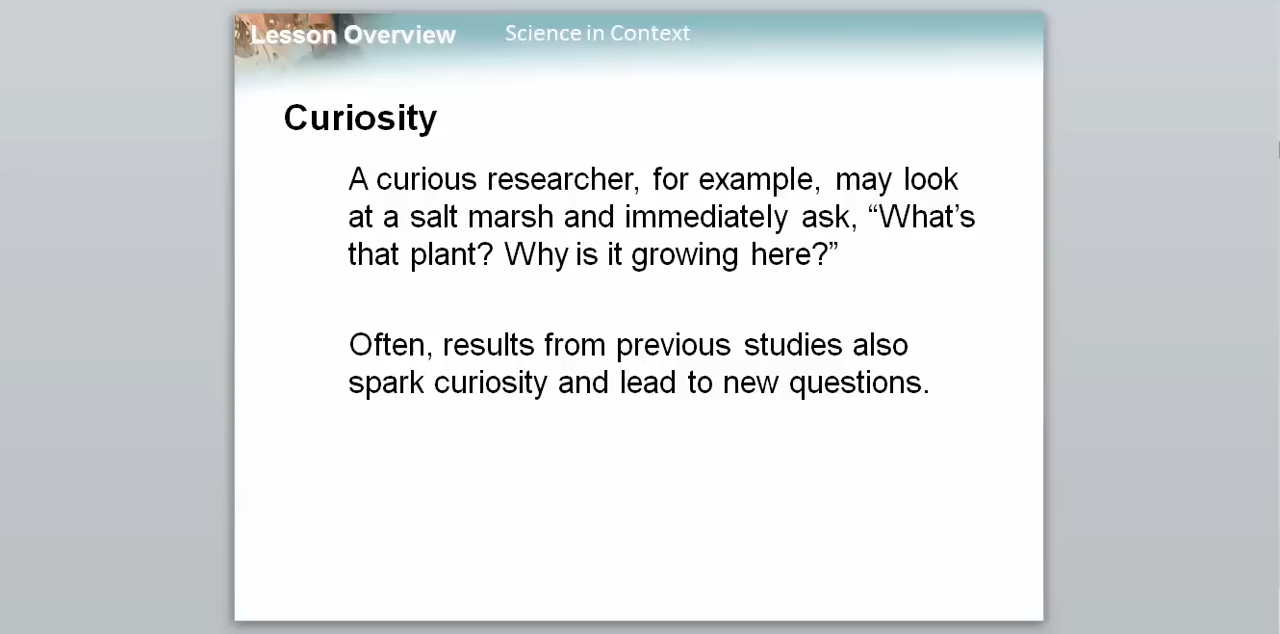 Lesson Overview Science in Context
Curiosity
A curious researcher, for example, may look
at a salt marsh and immediately ask, “What’s
that plant? Why is it growing here?”
Often, results from previous studies also
spark curiosity and lead to new questions.